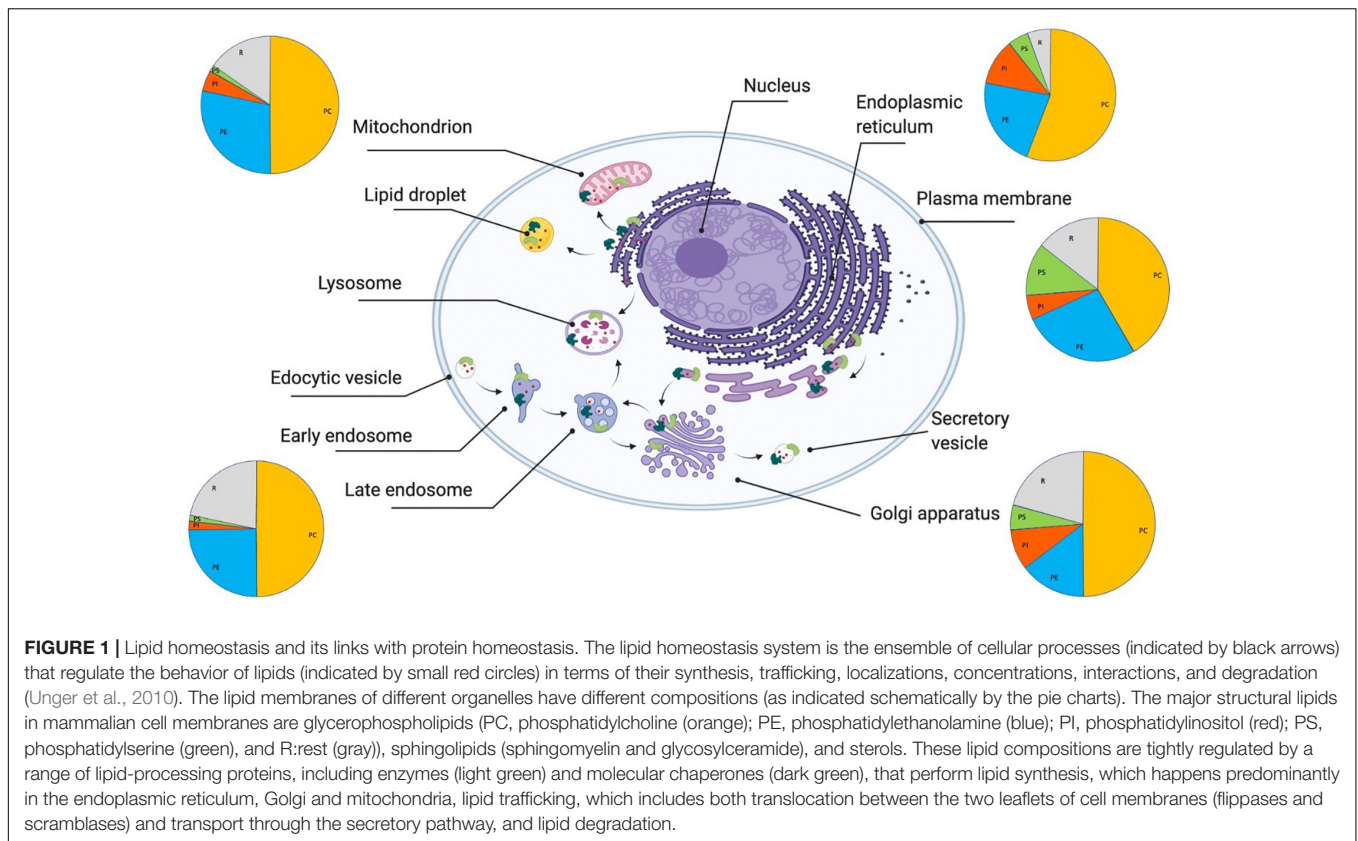 R
PS
PI
PE
PC
Mitochondrion
Lipid droplet
Lysosome
Edocytic vesicle
Early endosome
Late endosome
Nucleus
Endoplasmic
reticulum
Plasma membrane
Secretory
vesicle
Golgi apparatus
R
PS
PI
PE
PC
R
PS
PI
PE
PC
R
PS
PI
PE
PC
R
PS
PI
PE
PC
FIGURE 1 | Lipid homeostasis and its links with protein homeostasis. The lipid homeostasis system is the ensemble of cellular processes (indicated by black arrows)
that regulate the behavior of lipids (indicated by small red circles) in terms of their synthesis, trafficking, localizations, concentrations, interactions, and degradation
(Unger et al., 2010). The lipid membranes of different organelles have different compositions (as indicated schematically by the pie charts). The major structural lipids
in mammalian cell membranes are glycerophospholipids (PC, phosphatidylcholine (orange); PE, phosphatidylethanolamine (blue); PI, phosphatidylinositol (red); PS,
phosphatidylserine (green), and R:rest (gray)), sphingolipids (sphingomyelin and glycosylceramide), and sterols. These lipid compositions are tightly regulated by a
range of lipid-processing proteins, including enzymes (light green) and molecular chaperones (dark green), that perform lipid synthesis, which happens predominantly
in the endoplasmic reticulum, Golgi and mitochondria, lipid trafficking, which includes both translocation between the two leaflets of cell membranes (flippases and
scramblases) and transport through the secretory pathway, and lipid degradation.